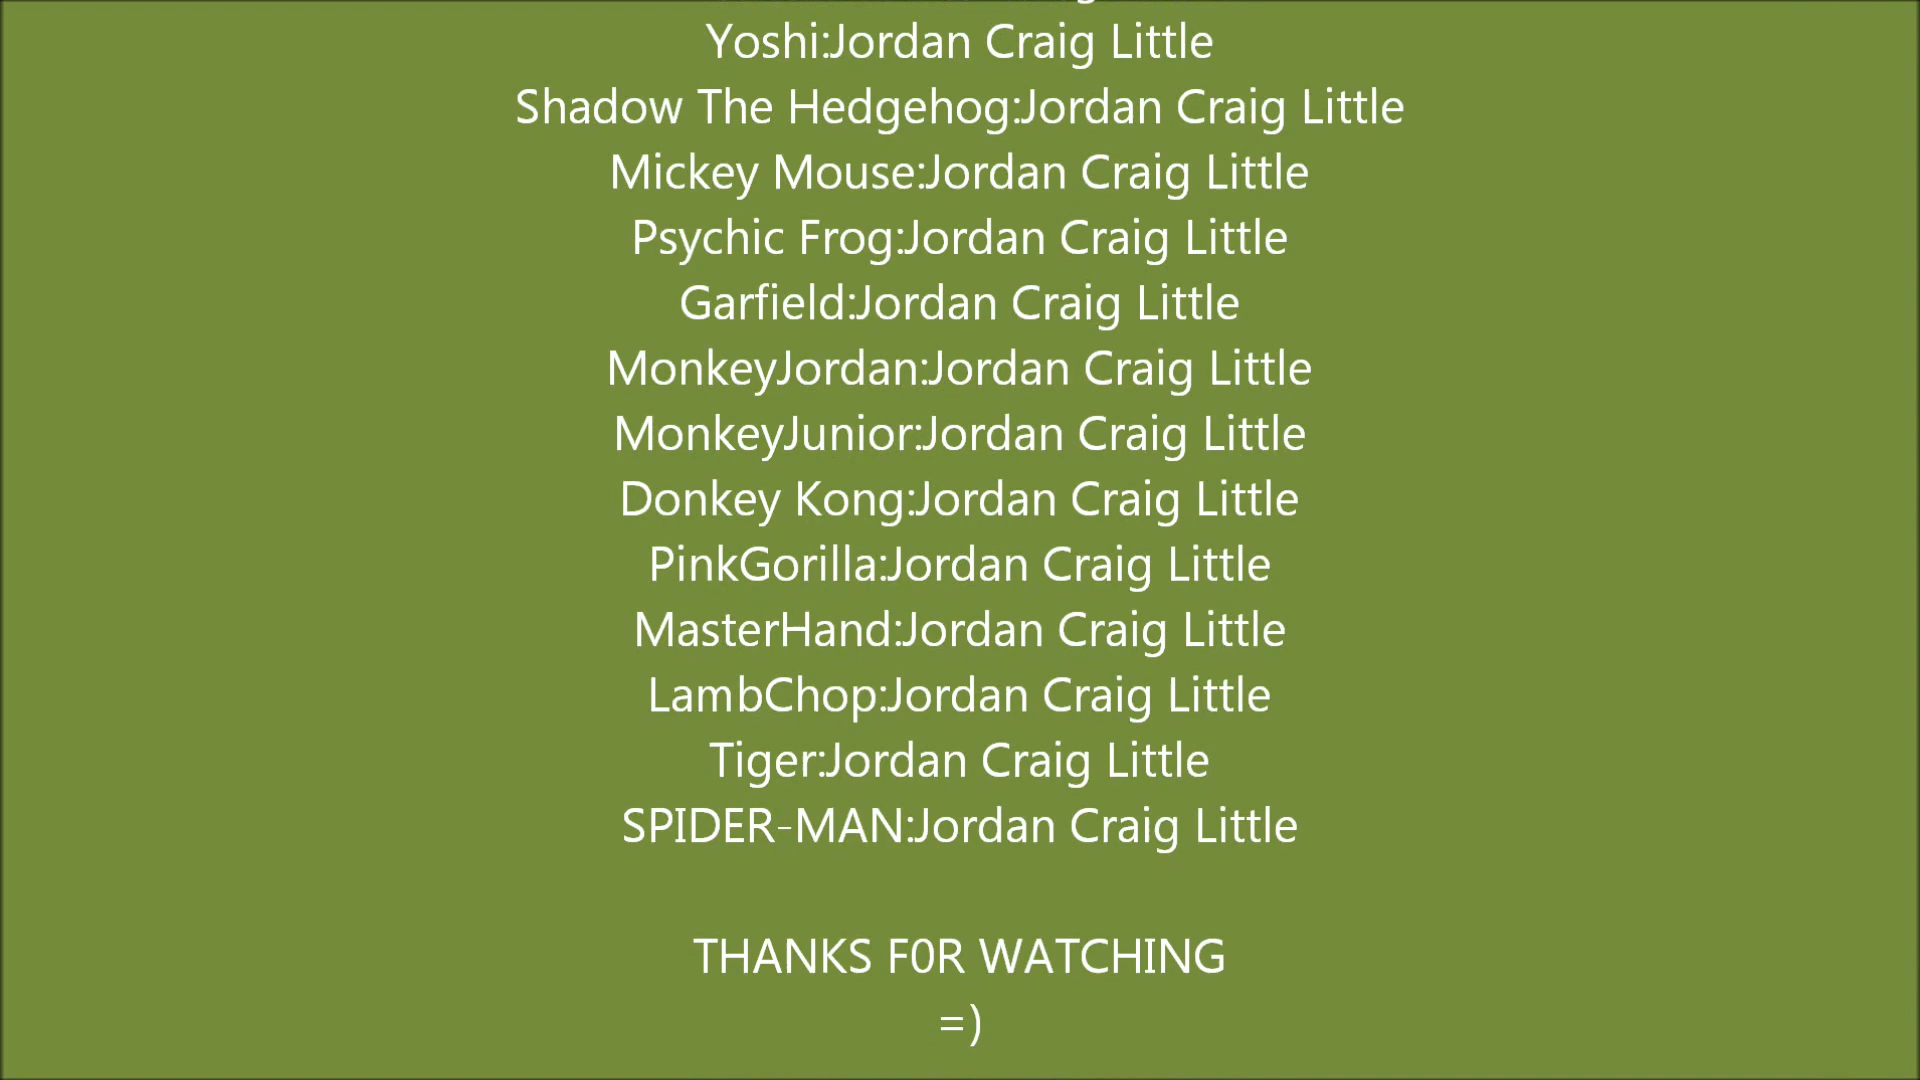 Yoshi:Jordan Craig Little
Shadow The Hedgehog:Jordan Craig Little
Mickey Mouse:Jordan Craig Little
Psychic Frog:Jordan Craig Little
Garfield:Jordan Craig Little
MonkeyJordan:Jordan Craig Little
MonkeyJunior:Jordan Craig Little
Donkey Kong:Jordan Craig Little
PinkGorilla:Jordan Craig Little
MasterHand:Jordan Craig Little
LambChop:Jordan Craig Little
Tiger:Jordan Craig Little
SPIDER-MAN:Jordan Craig Little
THANKS F0R WATCHING
=)